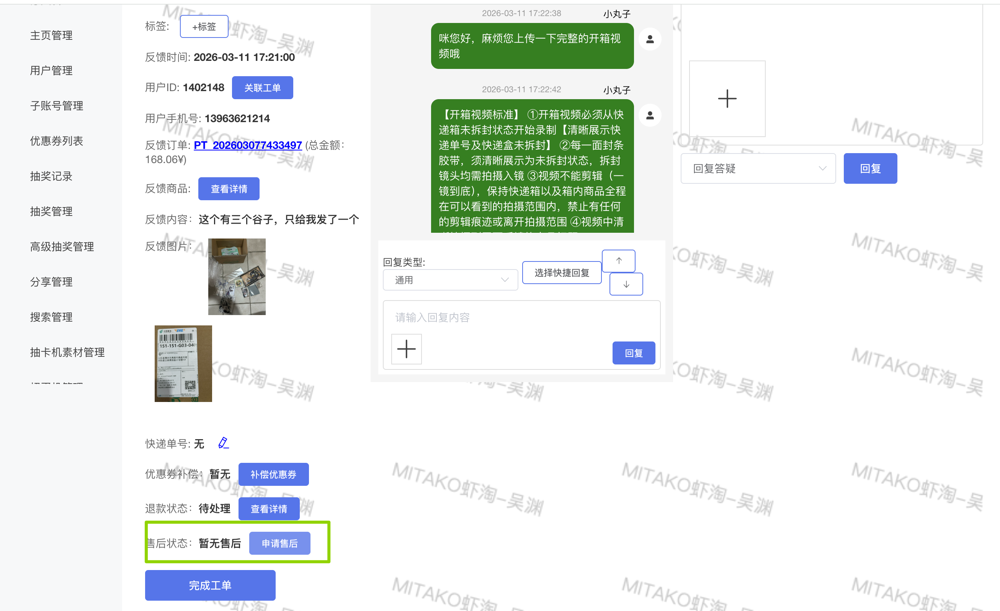 主页管理
用户管理
子账号管理
优惠券列表
抽奖记录
抽奖管理
高级抽奖管理
分享管理
搜索管理
抽卡机素材管理
标签:
+标签
反馈时间: 2026-03-11 17:21:00
用户ID: 1402148
关联工单
用户手机号: 13963621214
反馈订单: PT_202603077433497 (总金额:
168.06¥)
反馈商品:
查看详情
反馈内容: 这个有三个谷子，只给我发了一个
反馈图片:
151-151-G03-04
快递单号: 无
优惠券补偿: 暂无
补偿优惠券
退款状态: 待处理
查看详情
售后状态: 暂无售后
申请售后
完成工单
2026-03-11 17:22:38
小丸子
咪您好，麻烦您上传一下完整的开箱视
频哦
2026-03-11 17:22:42
小丸子
【开箱视频标准】 ①开箱视频必须从快
递箱未拆封状态开始录制【清晰展示快
递单号及快递盒未拆封】 ②每一面封条
胶带，须清晰展示为未拆封状态，拆封
镜头均需拍摄入镜 ③视频不能剪辑（一
镜到底），保持快递箱以及箱内商品全程
在可以看到的拍摄范围内，禁止有任何
的剪辑痕迹或离开拍摄范围 ④视频中清
回复类型:
通用
选择快捷回复
↑
↓
请输入回复内容
回复
回复答疑
回复
MITAKO虾淘-吴渊